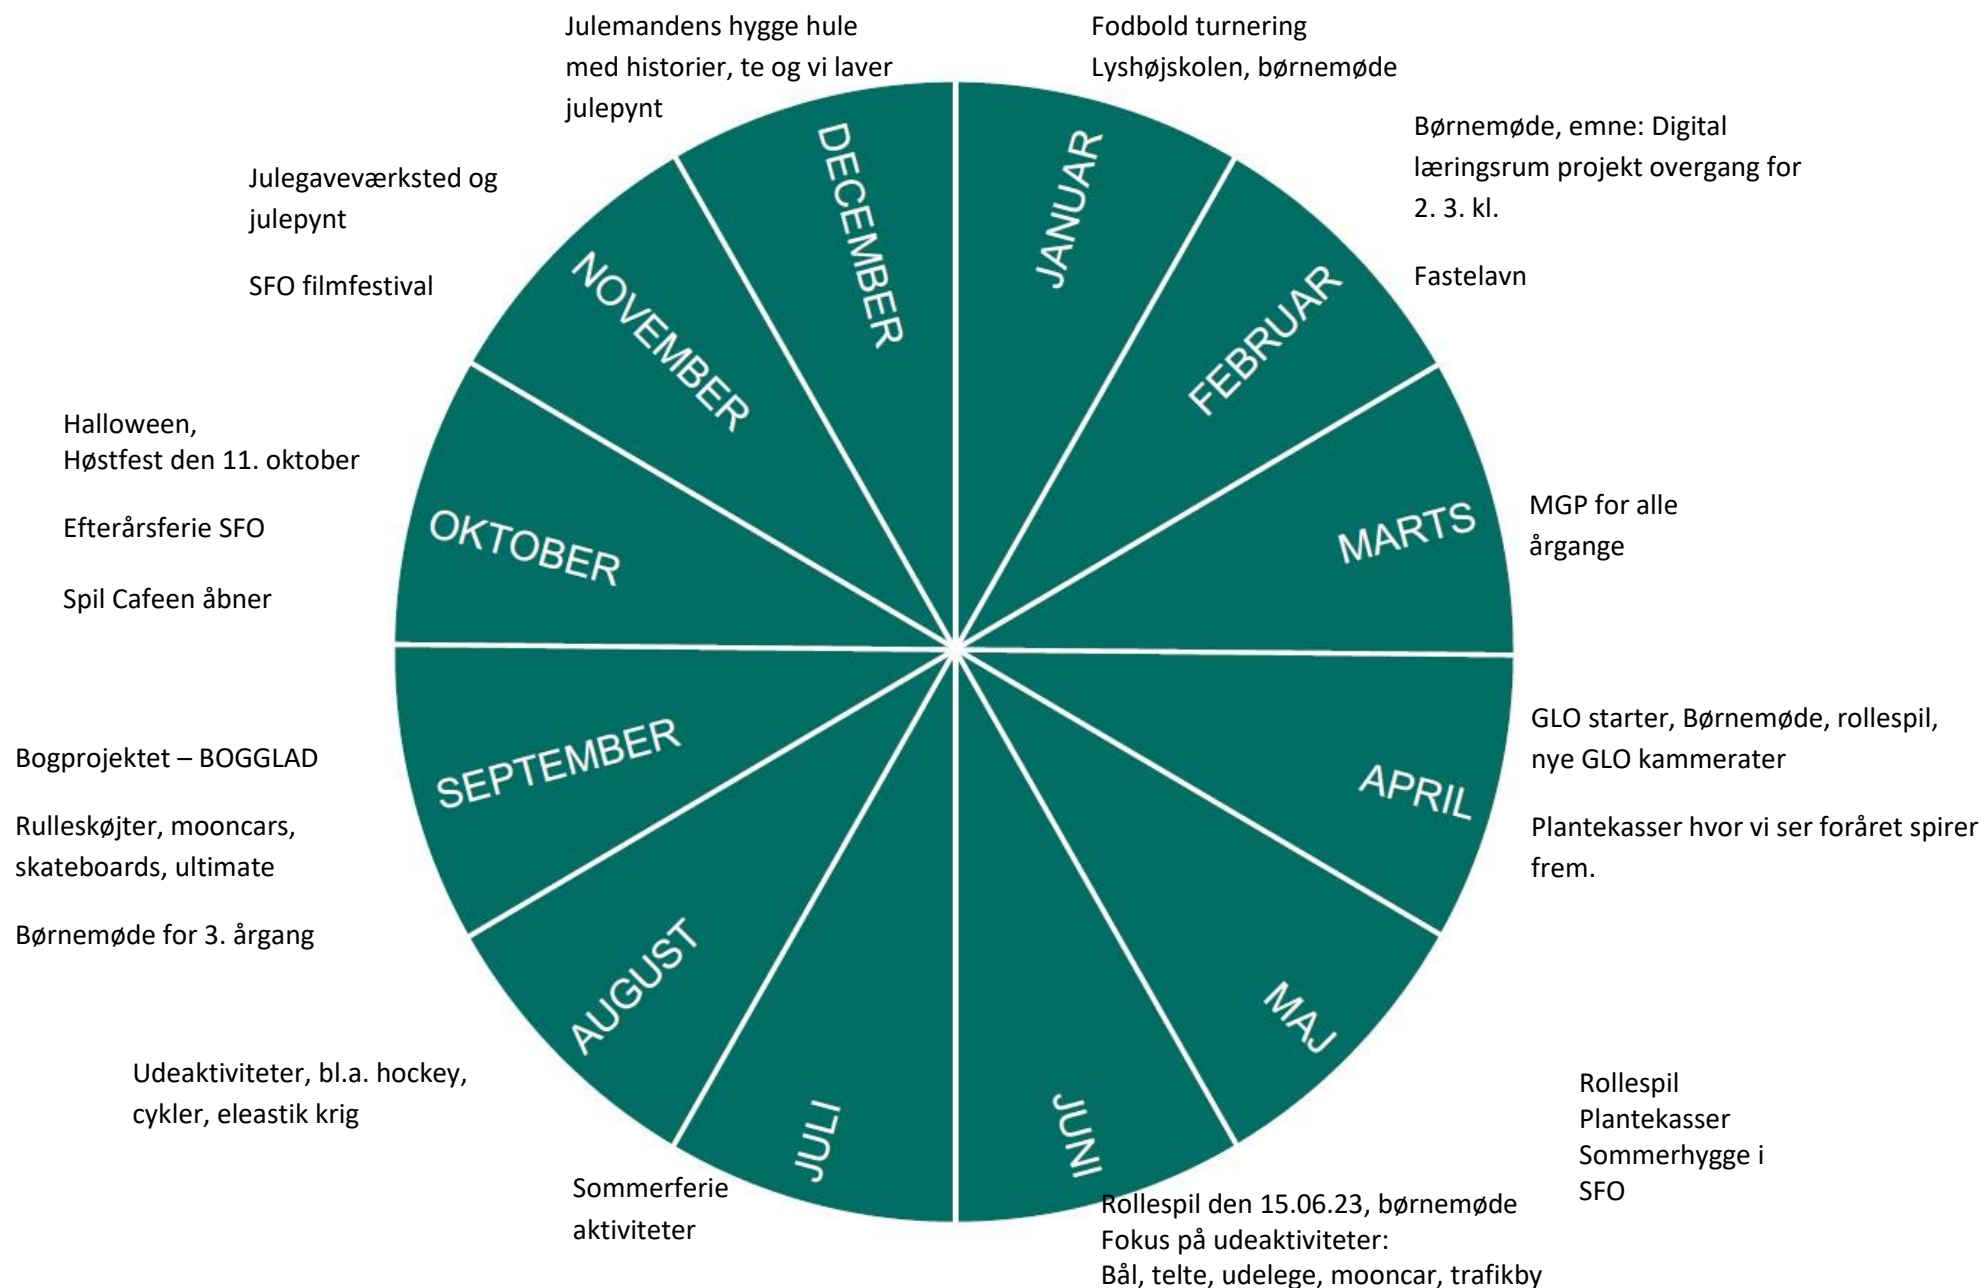 Julemandens hygge hule
med historier, te og vi laver
julepynt
Fodbold turnering
Lyshøjskolen, børnemøde
Børnemøde, emne: Digital
læringsrum projekt overgang for
2. 3. kl.
Fastelavn
Julegaveværksted og
julepynt
SFO filmfestival
DECEMBER
JANUAR
NOVEMBER
FEBRUAR
Halloween,
Høstfest den 11. oktober
Efterårsferie SFO
Spil Cafeen åbner
OKTOBER
MARTS
MGP for alle
årgange
Bogprojektet – BOGGLAD
Rulleskøjter, mooncars,
skateboards, ultimate
Børnemøde for 3. årgang
SEPTEMBER
APRIL
GLO starter, Børnemøde, rollespil,
nye GLO kammerater
Plantekasser hvor vi ser foråret spirer
frem.
AUGUST
MAJ
Udeaktiviteter, bl.a. hockey,
cykler, eleastik krig
JULI
JUNI
Rollespil
Plantekasser
Sommerhygge i
SFO
Sommerferie
aktiviteter
Rollespil den 15.06.23, børnemøde
Fokus på udeaktiviteter:
Bål, telte, udelege, mooncar, trafikby